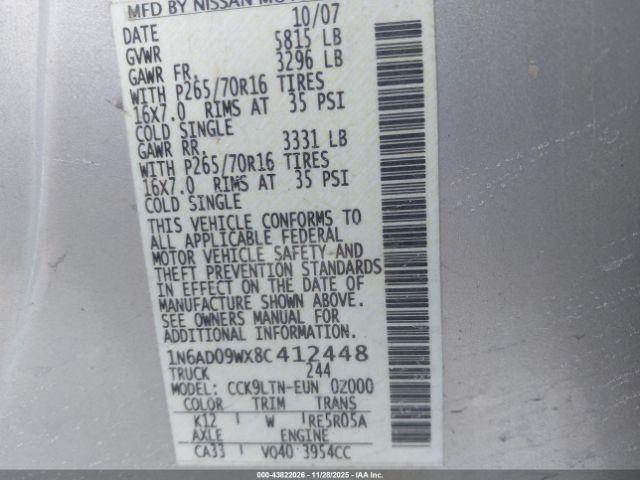 MFD BY NISSAN MOTOR
DATE 10/07
GVWR 5815 LB
GAWR FR. 3296 LB
WITH P265/70R16 TIRES
16x7.0 RIMS AT 35 PSI
COLD SINGLE
GAWR RR. 3331 LB
WITH P265/70R16 TIRES
16x7.0 RIMS AT 35 PSI
COLD SINGLE
THIS VEHICLE CONFORMS TO
ALL APPLICABLE FEDERAL
MOTOR VEHICLE SAFETY AND
THEFT PREVENTION STANDARDS
IN EFFECT ON THE DATE OF
MANUFACTURE SHOWN ABOVE.
SEE OWNERS MANUAL FOR
ADDITIONAL INFORMATION.
1N6AD09WX8C412448
TRUCK 244
MODEL: CCK9LTN-EUN 0Z000
COLOR TRIM TRANS
K12 W RE5R05A
AXLE ENGINE
CA33 VQ40 3954CC
000-43822026 - 11/28/2025 - IAAI.COM